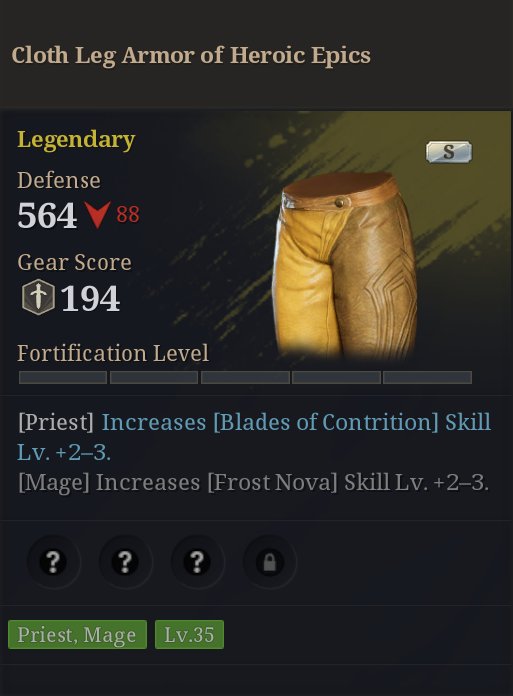 Cloth Leg Armor of Heroic Epics
Legendary
S
Defense
564 88
Gear Score
194
Fortification Level
[Priest] Increases [Blades of Contrition] Skill
Lv. +2–3.
[Mage] Increases [Frost Nova] Skill Lv. +2–3.
? ? ?
Priest, Mage Lv.35